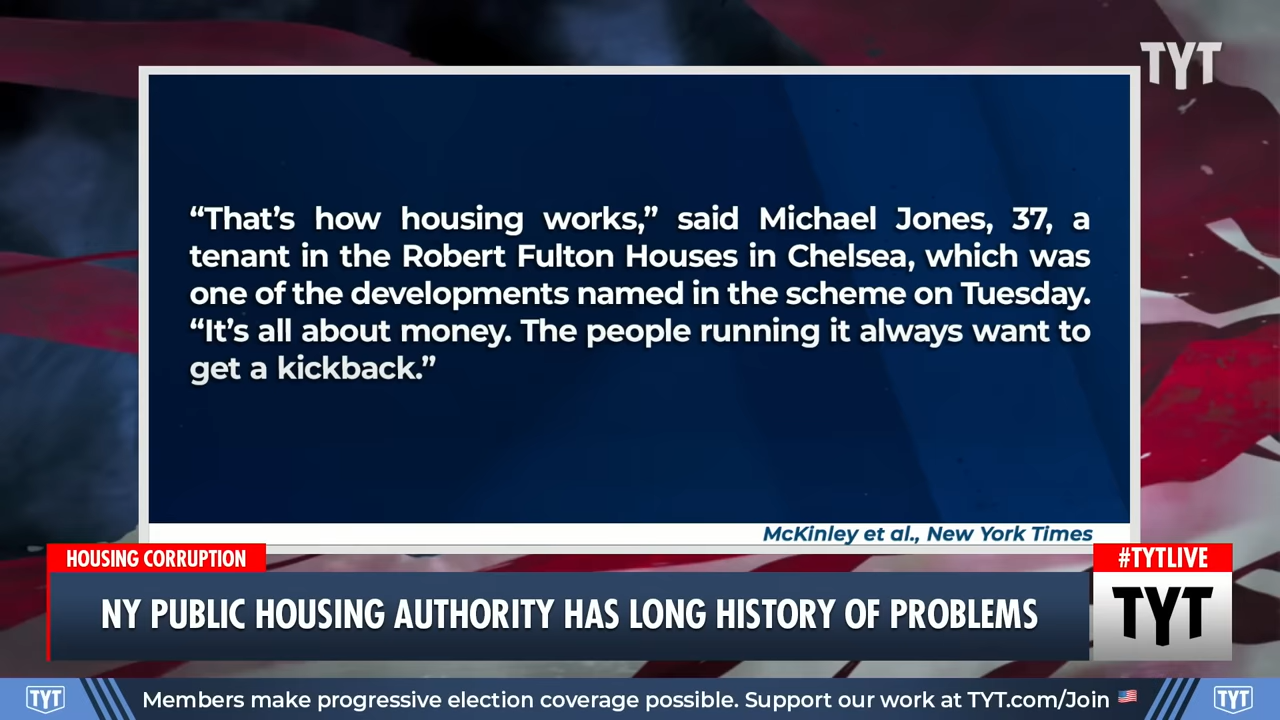 TYT
“That’s how housing works,” said Michael Jones, 37, a
tenant in the Robert Fulton Houses in Chelsea, which was
one of the developments named in the scheme on Tuesday.
“It’s all about money. The people running it always want to
get a kickback.”
McKinley et al., New York Times
HOUSING CORRUPTION
#TYTLIVE
NY PUBLIC HOUSING AUTHORITY HAS LONG HISTORY OF PROBLEMS
TYT
TYT
Members make progressive election coverage possible. Support our work at TYT.com/Join 🇺🇸
TYT